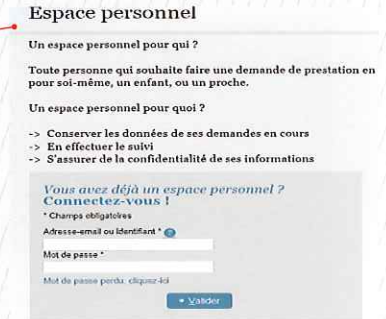 Espace personnel
Un espace personnel pour qui ?
Toute personne qui souhaite faire une demande de prestation en
pour soi-même, un enfant, ou un proche.
Un espace personnel pour quoi ?
-> Conserver les données de ses demandes en cours
-> En effectuer le suivi
-> S'assurer de la confidentialité de ses informations
Vous avez déjà un espace personnel ?
Connectez-vous !
* Champs obligatoires
Adresse-email ou Identifiant * ?
Mot de passe *
Mot de passe perdu, cliquez-ici
Valider